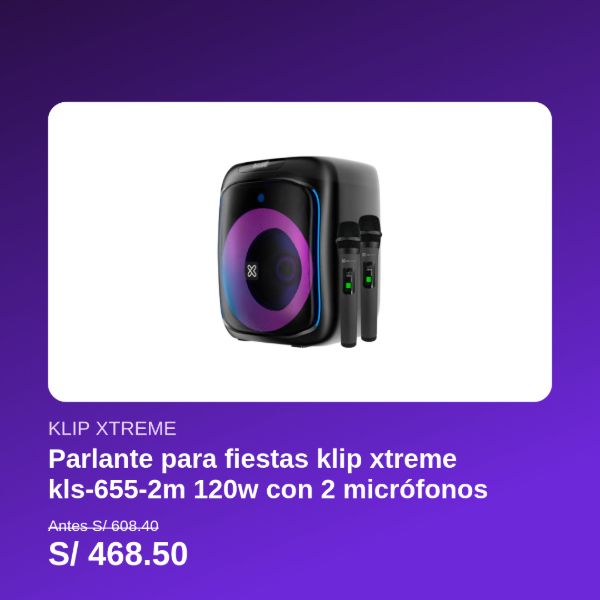 KLIP XTREME
Parlante para fiestas klip xtreme
kls-655-2m 120w con 2 micrófonos
Antes S/ 608.40
S/ 468.50